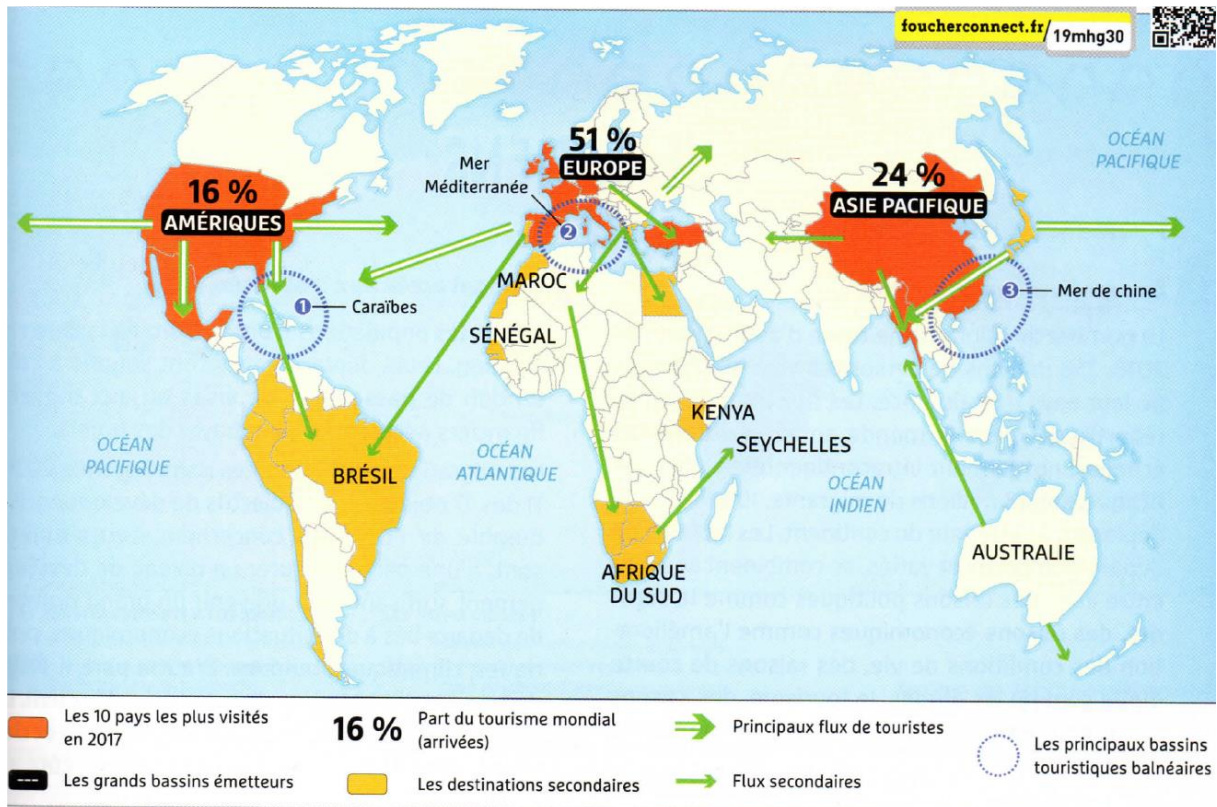 foucherconnect.fr/19mhg30
OCÉAN
PACIFIQUE
51 %
EUROPE
Mer
Méditerranée
16 %
AMÉRIQUES
24 %
ASIE PACIFIQUE
2
MAROC
1
Caraïbes
3
Mer de chine
SÉNÉGAL
KENYA
SEYCHELLES
OCÉAN
PACIFIQUE
BRÉSIL
OCÉAN
ATLANTIQUE
OCÉAN
INDIEN
AUSTRALIE
AFRIQUE
DU SUD
Les 10 pays les plus visités
en 2017
16 %
Part du tourisme mondial
(arrivées)
Principaux flux de touristes
Les principaux bassins
touristiques balnéaires
Les grands bassins émetteurs
Les destinations secondaires
Flux secondaires